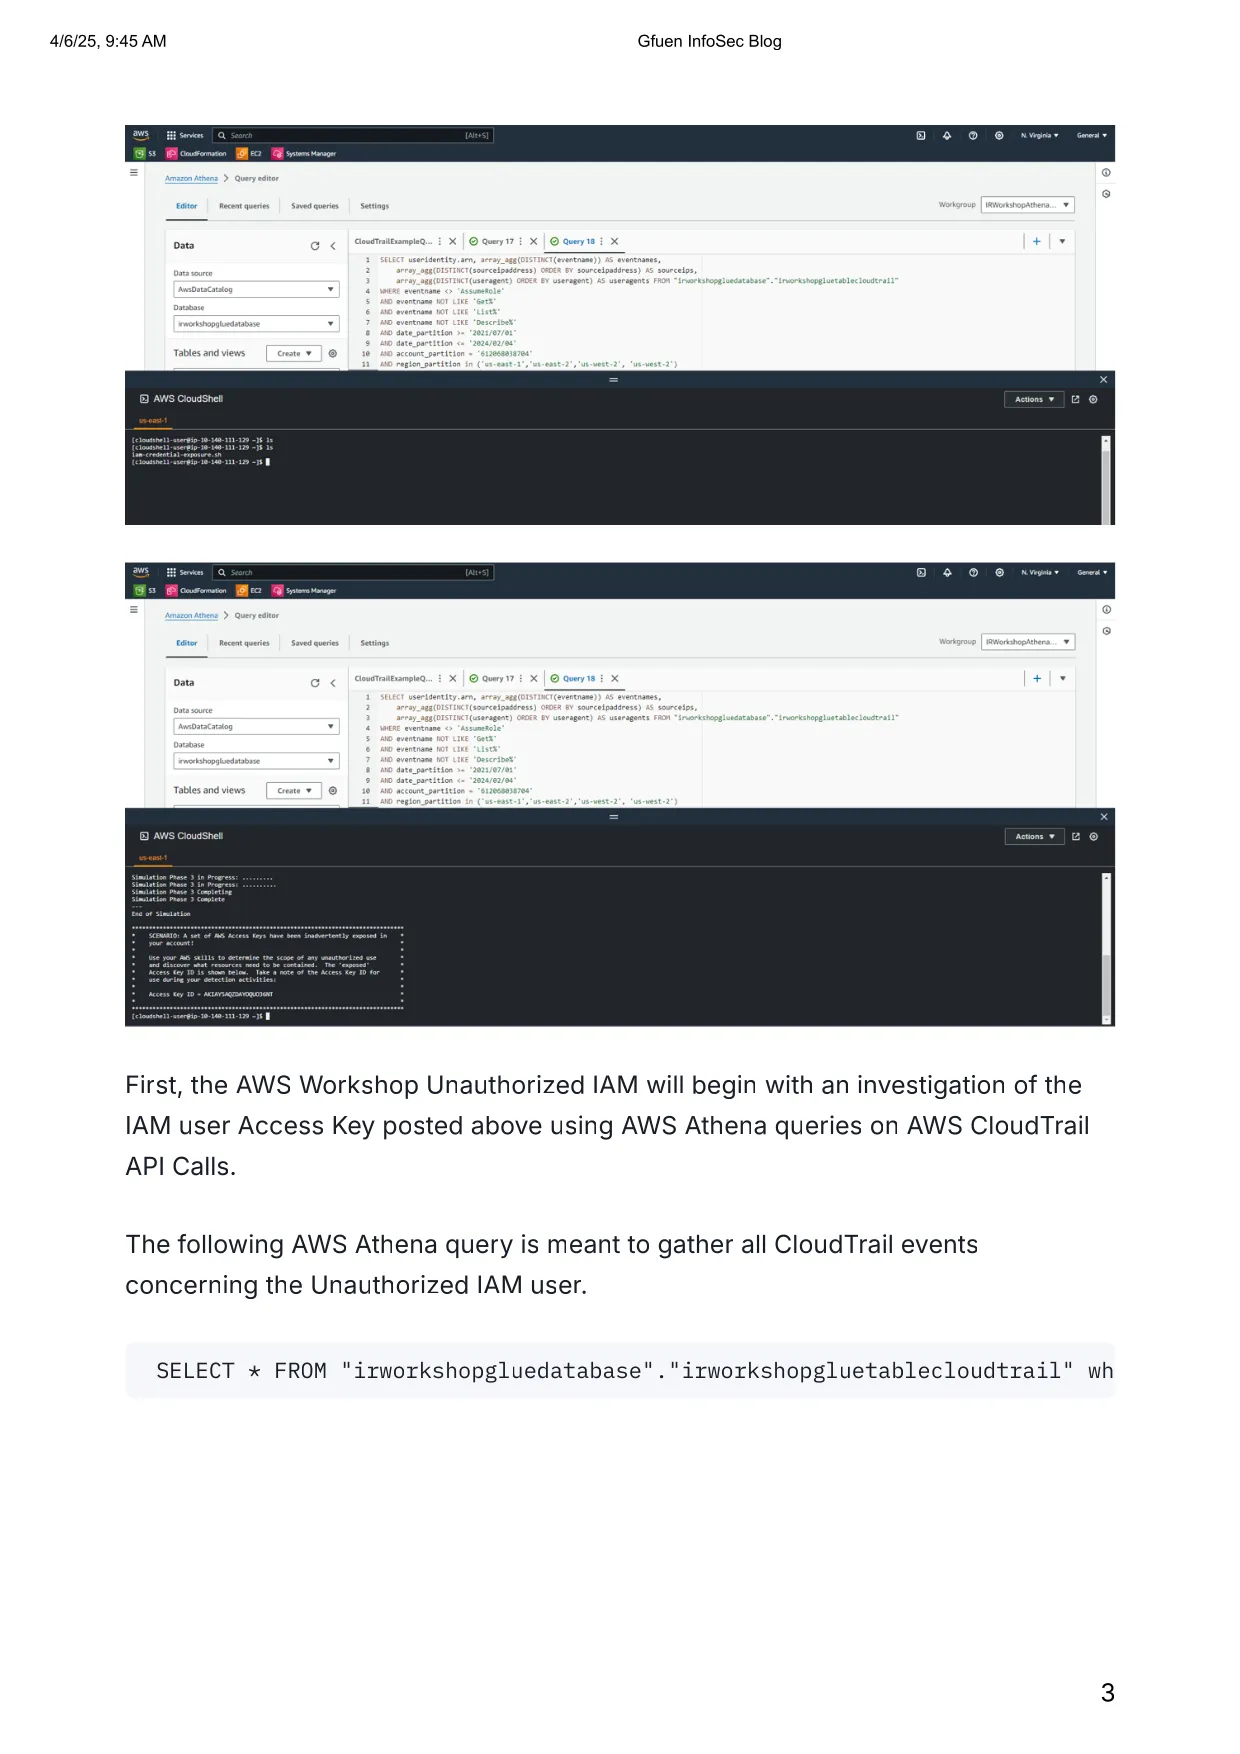 4/6/25, 9:45 AM
Gfuen InfoSec Blog
aws
Services
Search
[Alt+S]
N. Virginia
General
S3
CloudFormation
EC2
Systems Manager
Amazon Athena > Query editor
Editor
Recent queries
Saved queries
Settings
Workgroup
IRWorkshopAthena...
Data
CloudTrailExampleQ...
Query 17
Query 18
Data source
AwsDataCatalog
Database
irworkshopgluedatabase
Tables and views
Create
1 SELECT useridentity.arn, array_agg(DISTINCT(eventname)) AS eventnames,
2 array_agg(DISTINCT(sourceipaddress) ORDER BY sourceipaddress) AS sourceips,
3 array_agg(DISTINCT(useragent) ORDER BY useragent) AS useragents FROM "irworkshopgluedatabase"."irworkshopgluetablecloudtrail"
4 WHERE eventname <> 'AssumeRole'
5 AND eventname NOT LIKE 'Get%'
6 AND eventname NOT LIKE 'List%'
7 AND eventname NOT LIKE 'Describe%'
8 AND date_partition >= '2021/07/01'
9 AND date_partition <= '2024/02/04'
10 AND account_partition = '612068038704'
11 AND region_partition in ('us-east-1','us-east-2','us-west-2', 'us-west-2')
AWS CloudShell
Actions
us-east-1
[cloudshell-user@ip-10-140-111-129 ~]$ ls
[cloudshell-user@ip-10-140-111-129 ~]$ ls
iam-credential-exposure.sh
[cloudshell-user@ip-10-140-111-129 ~]$
aws
Services
Search
[Alt+S]
N. Virginia
General
S3
CloudFormation
EC2
Systems Manager
Amazon Athena > Query editor
Editor
Recent queries
Saved queries
Settings
Workgroup
IRWorkshopAthena...
Data
CloudTrailExampleQ...
Query 17
Query 18
Data source
AwsDataCatalog
Database
irworkshopgluedatabase
Tables and views
Create
1 SELECT useridentity.arn, array_agg(DISTINCT(eventname)) AS eventnames,
2 array_agg(DISTINCT(sourceipaddress) ORDER BY sourceipaddress) AS sourceips,
3 array_agg(DISTINCT(useragent) ORDER BY useragent) AS useragents FROM "irworkshopgluedatabase"."irworkshopgluetablecloudtrail"
4 WHERE eventname <> 'AssumeRole'
5 AND eventname NOT LIKE 'Get%'
6 AND eventname NOT LIKE 'List%'
7 AND eventname NOT LIKE 'Describe%'
8 AND date_partition >= '2021/07/01'
9 AND date_partition <= '2024/02/04'
10 AND account_partition = '612068038704'
11 AND region_partition in ('us-east-1','us-east-2','us-west-2', 'us-west-2')
AWS CloudShell
Actions
us-east-1
Simulation Phase 3 in Progress: .........
Simulation Phase 3 in Progress: ..........
Simulation Phase 3 Completing
Simulation Phase 3 Complete
---
End of Simulation
* SCENARIO: A set of AWS Access Keys have been inadvertently exposed in *
* your account! *
* Use your AWS skills to determine the scope of any unauthorized use *
* and discover what resources need to be contained. The 'exposed' *
* Access Key ID is shown below. Take a note of the Access Key ID for *
* use during your detection activities: *
* Access Key ID = *
[cloudshell-user@ip-10-140-111-129 ~]$
First, the AWS Workshop Unauthorized IAM will begin with an investigation of the
IAM user Access Key posted above using AWS Athena queries on AWS CloudTrail
API Calls.
The following AWS Athena query is meant to gather all CloudTrail events
concerning the Unauthorized IAM user.
SELECT * FROM "irworkshopgluedatabase"."irworkshopgluetablecloudtrail" wh
3